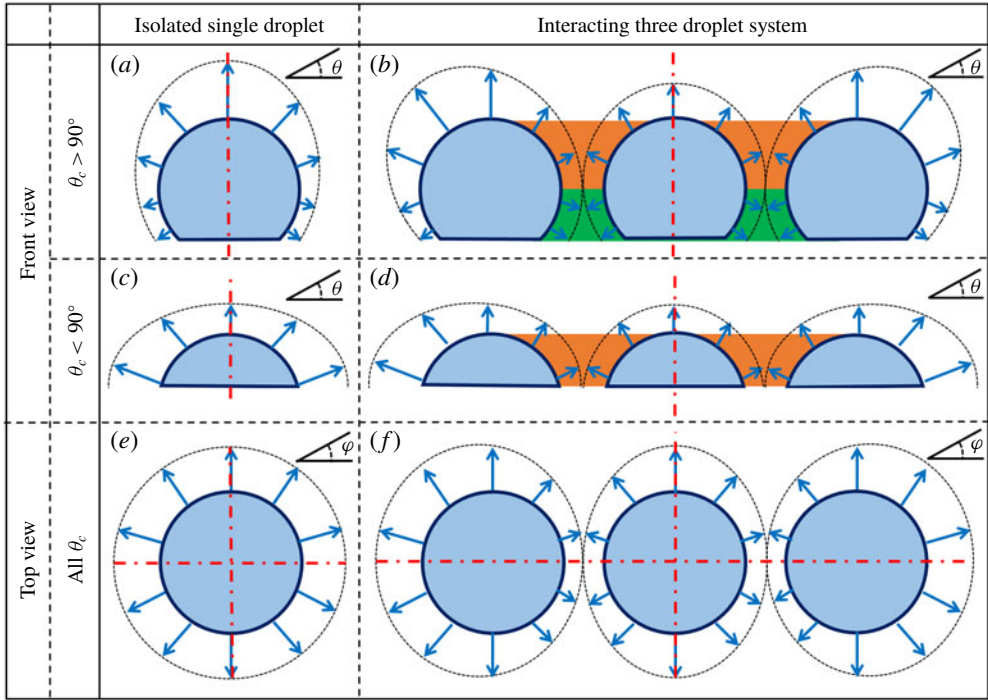 Isolated single droplet
Interacting three droplet system
Front view
θc > 90°
(a)
θ
(b)
θ
θc < 90°
(c)
θ
(d)
θ
Top view
All θc
(e)
φ
(f)
φ